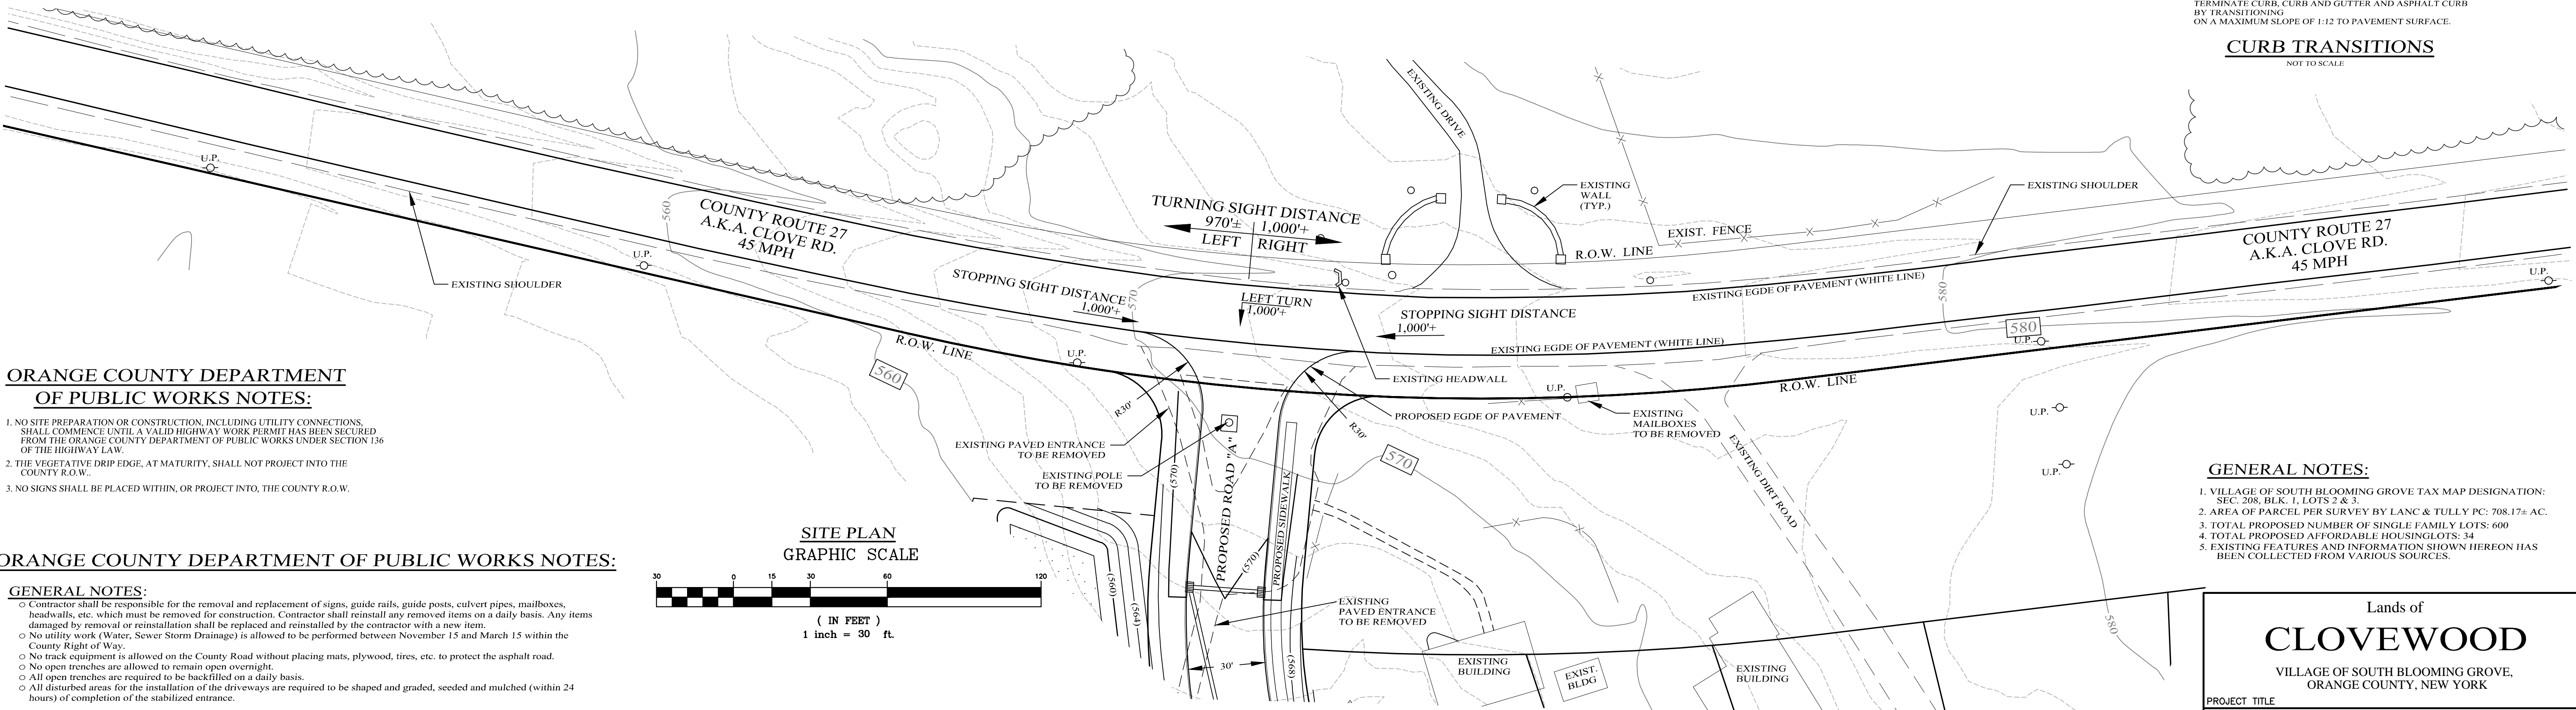 TERMINATE CURB, CURB AND GUTTER AND ASPHALT CURB
BY TRANSITIONING
ON A MAXIMUM SLOPE OF 1:12 TO PAVEMENT SURFACE.
CURB TRANSITIONS
NOT TO SCALE
EXISTING DRIVE
U.P.
EXISTING
WALL
(TYP.)
EXISTING SHOULDER
560
COUNTY ROUTE 27
A.K.A. CLOVE RD.
45 MPH
TURNING SIGHT DISTANCE
970'± 1,000'+
LEFT RIGHT
EXIST. FENCE
R.O.W. LINE
COUNTY ROUTE 27
A.K.A. CLOVE RD.
45 MPH
U.P.
U.P.
EXISTING SHOULDER
STOPPING SIGHT DISTANCE
1,000'+
570
LEFT TURN
1,000'+
EXISTING EGDE OF PAVEMENT (WHITE LINE)
580
STOPPING SIGHT DISTANCE
1,000'+
580
U.P.
R.O.W. LINE
U.P.
EXISTING EGDE OF PAVEMENT (WHITE LINE)
560
EXISTING HEADWALL
U.P.
R.O.W. LINE
R30'
PROPOSED EGDE OF PAVEMENT
R30'
EXISTING
MAILBOXES
TO BE REMOVED
U.P.
U.P.
EXISTING PAVED ENTRANCE
TO BE REMOVED
EXISTING POLE
TO BE REMOVED
570
EXISTING DIRT ROAD
(570)
PROPOSED ROAD "A"
PROPOSED SIDEWALK
(570)
(560)
(564)
(568)
30'
EXISTING
PAVED ENTRANCE
TO BE REMOVED
EXISTING
BUILDING
EXIST.
BLDG
EXISTING
BUILDING
580
ORANGE COUNTY DEPARTMENT
OF PUBLIC WORKS NOTES:
1. NO SITE PREPARATION OR CONSTRUCTION, INCLUDING UTILITY CONNECTIONS,
SHALL COMMENCE UNTIL A VALID HIGHWAY WORK PERMIT HAS BEEN SECURED
FROM THE ORANGE COUNTY DEPARTMENT OF PUBLIC WORKS UNDER SECTION 136
OF THE HIGHWAY LAW.
2. THE VEGETATIVE DRIP EDGE, AT MATURITY, SHALL NOT PROJECT INTO THE
COUNTY R.O.W..
3. NO SIGNS SHALL BE PLACED WITHIN, OR PROJECT INTO, THE COUNTY R.O.W.
ORANGE COUNTY DEPARTMENT OF PUBLIC WORKS NOTES:
GENERAL NOTES:
o Contractor shall be responsible for the removal and replacement of signs, guide rails, guide posts, culvert pipes, mailboxes,
headwalls, etc. which must be removed for construction. Contractor shall reinstall any removed items on a daily basis. Any items
damaged by removal or reinstallation shall be replaced and reinstalled by the contractor with a new item.
o No utility work (Water, Sewer Storm Drainage) is allowed to be performed between November 15 and March 15 within the
County Right of Way.
o No track equipment is allowed on the County Road without placing mats, plywood, tires, etc. to protect the asphalt road.
o No open trenches are allowed to remain open overnight.
o All open trenches are required to be backfilled on a daily basis.
o All disturbed areas for the installation of the driveways are required to be shaped and graded, seeded and mulched (within 24
hours) of completion of the stabilized entrance.
SITE PLAN
GRAPHIC SCALE
30 0 15 30 60 120
( IN FEET )
1 inch = 30 ft.
GENERAL NOTES:
1. VILLAGE OF SOUTH BLOOMING GROVE TAX MAP DESIGNATION:
SEC. 208, BLK. 1, LOTS 2 & 3.
2. AREA OF PARCEL PER SURVEY BY LANC & TULLY PC: 708.17± AC.
3. TOTAL PROPOSED NUMBER OF SINGLE FAMILY LOTS: 600
4. TOTAL PROPOSED AFFORDABLE HOUSINGLOTS: 34
5. EXISTING FEATURES AND INFORMATION SHOWN HEREON HAS
BEEN COLLECTED FROM VARIOUS SOURCES.
Lands of
CLOVEWOOD
VILLAGE OF SOUTH BLOOMING GROVE,
ORANGE COUNTY, NEW YORK
PROJECT TITLE